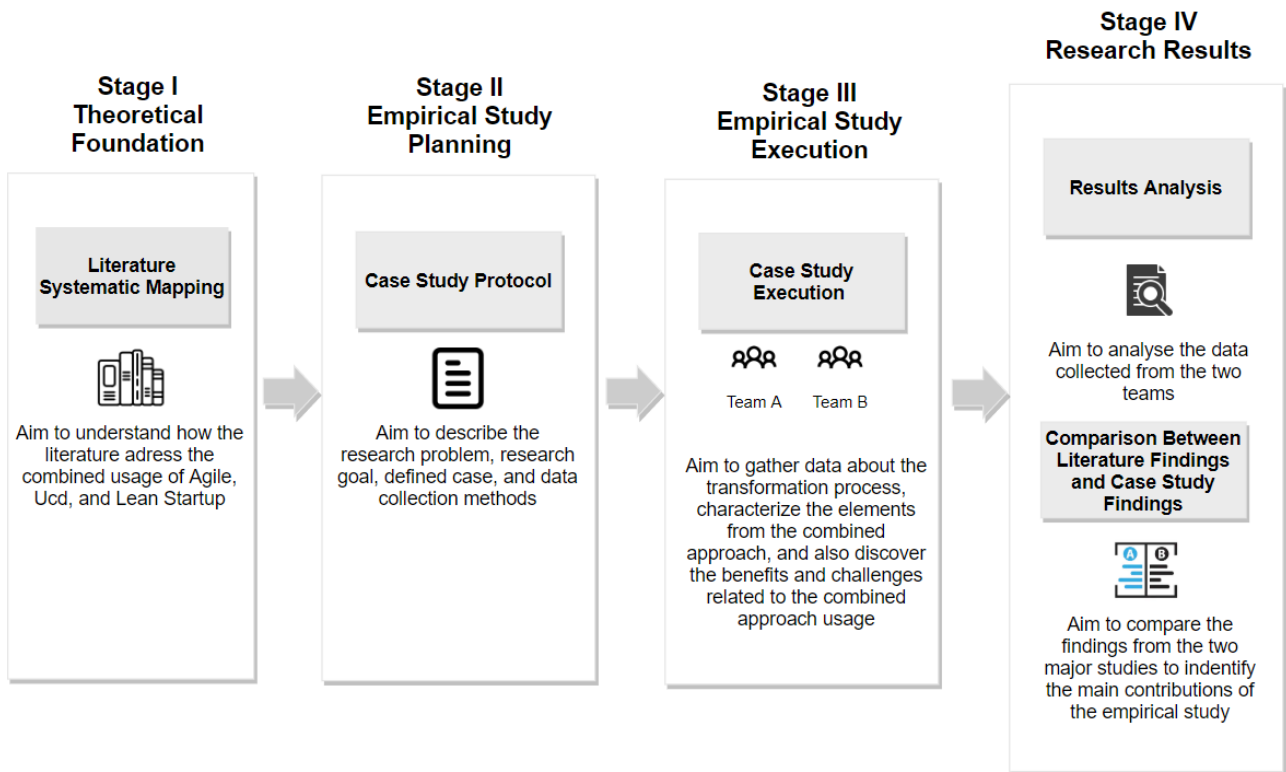 Stage I
Theoretical
Foundation
Literature
Systematic Mapping
Aim to understand how the
literature adress the
combined usage of Agile,
Ucd, and Lean Startup
Stage II
Empirical Study
Planning
Case Study Protocol
Aim to describe the
research problem, research
goal, defined case, and data
collection methods
Stage III
Empirical Study
Execution
Case Study
Execution
Team A
Team B
Aim to gather data about the
transformation process,
characterize the elements
from the combined
approach, and also discover
the benefits and challenges
related to the combined
approach usage
Stage IV
Research Results
Results Analysis
Aim to analyse the data
collected from the two
teams
Comparison Between
Literature Findings
and Case Study
Findings
A
B
Aim to compare the
findings from the two
major studies to indentify
the main contributions of
the empirical study